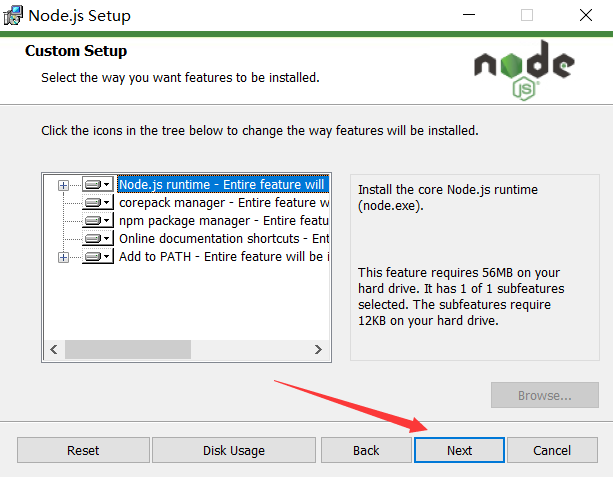 Node.js Setup
Custom Setup
Select the way you want features to be installed.
node
JS
Click the icons in the tree below to change the way features will be installed.
Node.js runtime - Entire feature will
corepack manager - Entire feature w
npm package manager - Entire featu
Online documentation shortcuts - Ent
Add to PATH - Entire feature will be i
Install the core Node.js runtime
(node.exe).
This feature requires 56MB on your
hard drive. It has 1 of 1 subfeatures
selected. The subfeatures require
12KB on your hard drive.
Browse...
Reset
Disk Usage
Back
Next
Cancel